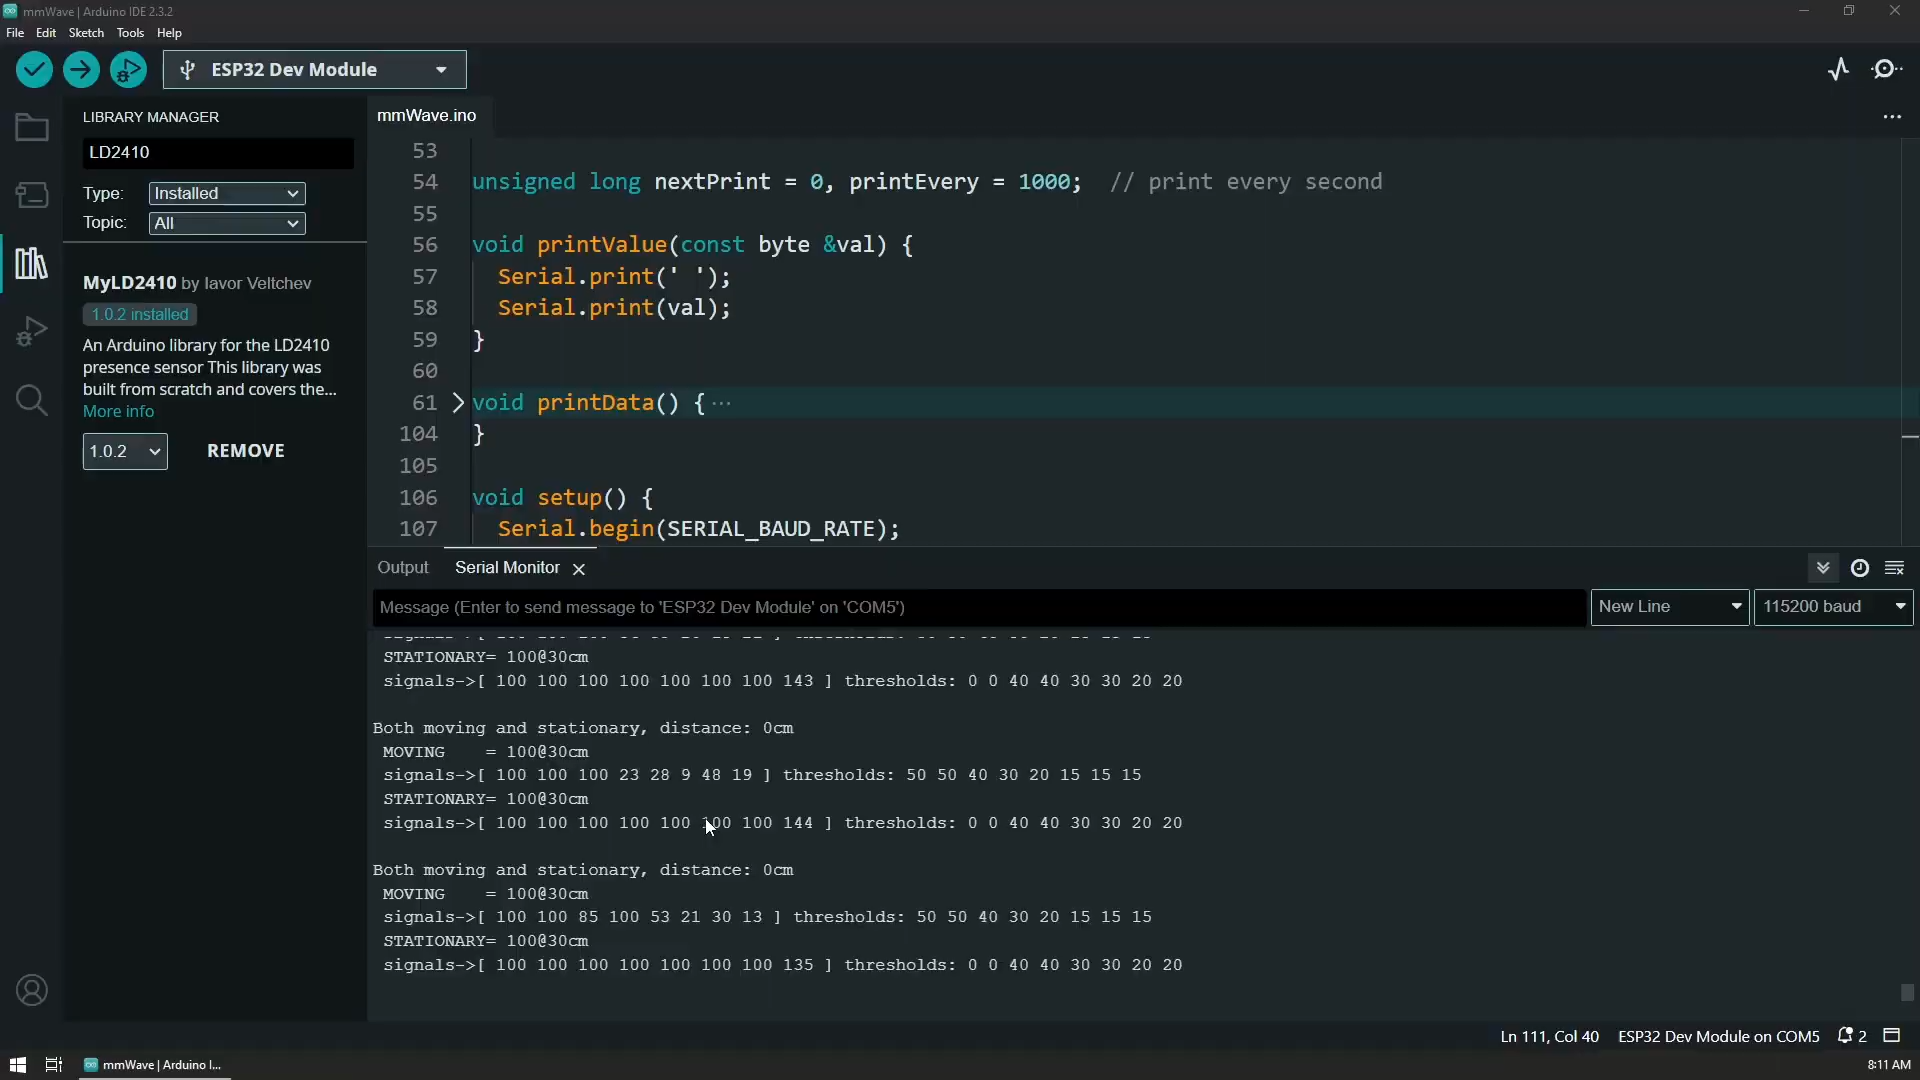 mmWave | Arduino IDE 2.3.2
File Edit Sketch Tools Help
ESP32 Dev Module
LIBRARY MANAGER
LD2410
Type: Installed
Topic: All
MyLD2410 by Iavor Veltchev
1.0.2 installed
An Arduino library for the LD2410
presence sensor This library was
built from scratch and covers the...
More info
1.0.2 REMOVE
mmWave.ino
53
54 unsigned long nextPrint = 0, printEvery = 1000; // print every second
55
56 void printValue(const byte &val) {
57 Serial.print(' ');
58 Serial.print(val);
59 }
60
61 void printData() { ···
104 }
105
106 void setup() {
107 Serial.begin(SERIAL_BAUD_RATE);
Output Serial Monitor
Message (Enter to send message to 'ESP32 Dev Module' on 'COM5')
New Line 115200 baud
STATIONARY= 100@30cm
signals->[ 100 100 100 100 100 100 100 143 ] thresholds: 0 0 40 40 30 30 20 20
Both moving and stationary, distance: 0cm
MOVING = 100@30cm
signals->[ 100 100 100 23 28 9 48 19 ] thresholds: 50 50 40 30 20 15 15 15
STATIONARY= 100@30cm
signals->[ 100 100 100 100 100 100 100 144 ] thresholds: 0 0 40 40 30 30 20 20
Both moving and stationary, distance: 0cm
MOVING = 100@30cm
signals->[ 100 100 85 100 53 21 30 13 ] thresholds: 50 50 40 30 20 15 15 15
STATIONARY= 100@30cm
signals->[ 100 100 100 100 100 100 100 135 ] thresholds: 0 0 40 40 30 30 20 20
Ln 111, Col 40 ESP32 Dev Module on COM5 2
mmWave | Arduino I...
8:11 AM